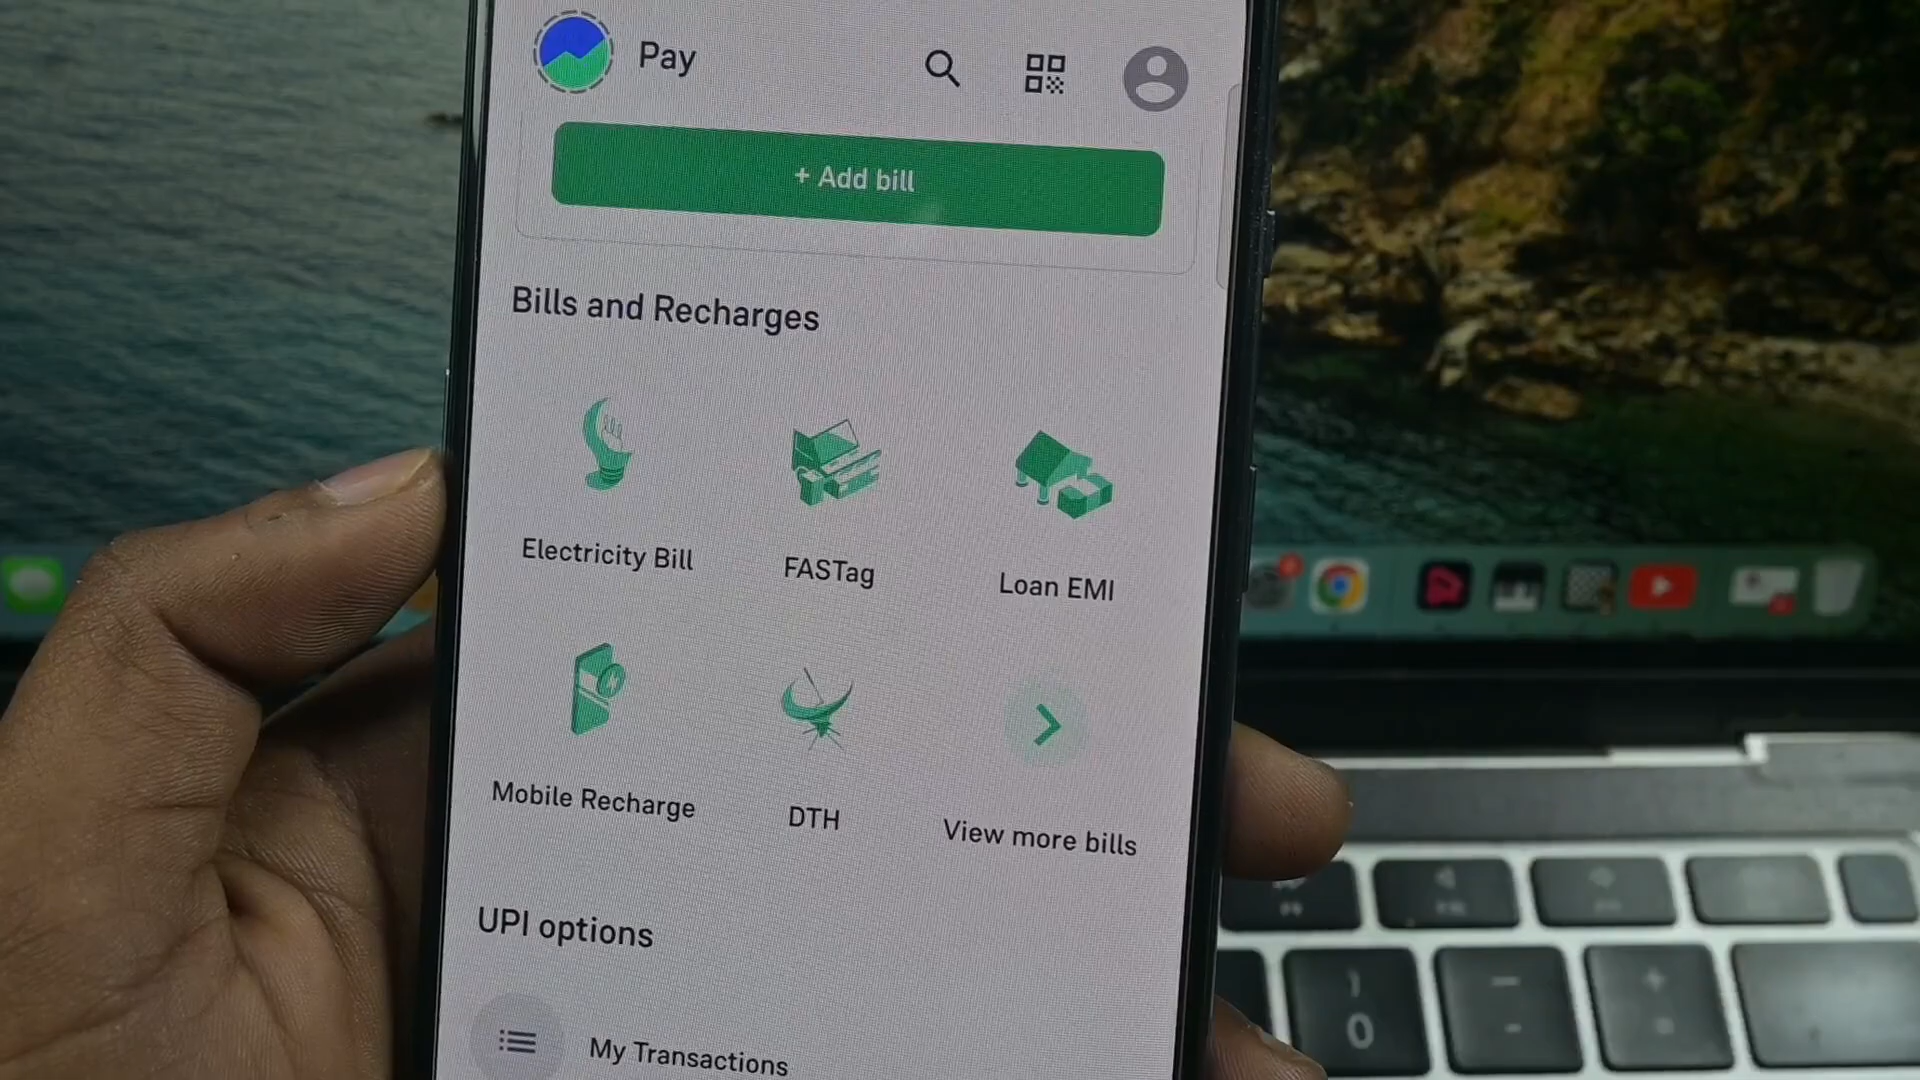 Pay
+ Add bill
Bills and Recharges
Electricity Bill
FASTag
Loan EMI
Mobile Recharge
DTH
View more bills
UPI options
My Transactions
)
0
—
-
+
=